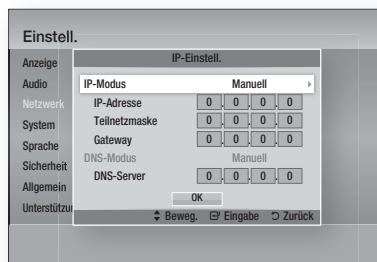 Einstell.
Anzeige
Audio
Netzwerk
System
Sprache
Sicherheit
Allgemein
Unterstützu
IP-Einstell.
IP-Modus Manuell
IP-Adresse 0 . 0 . 0 . 0
Teilnetzmaske 0 . 0 . 0 . 0
Gateway 0 . 0 . 0 . 0
DNS-Modus Manuell
DNS-Server 0 . 0 . 0 . 0
OK
Beweg. Eingabe Zurück